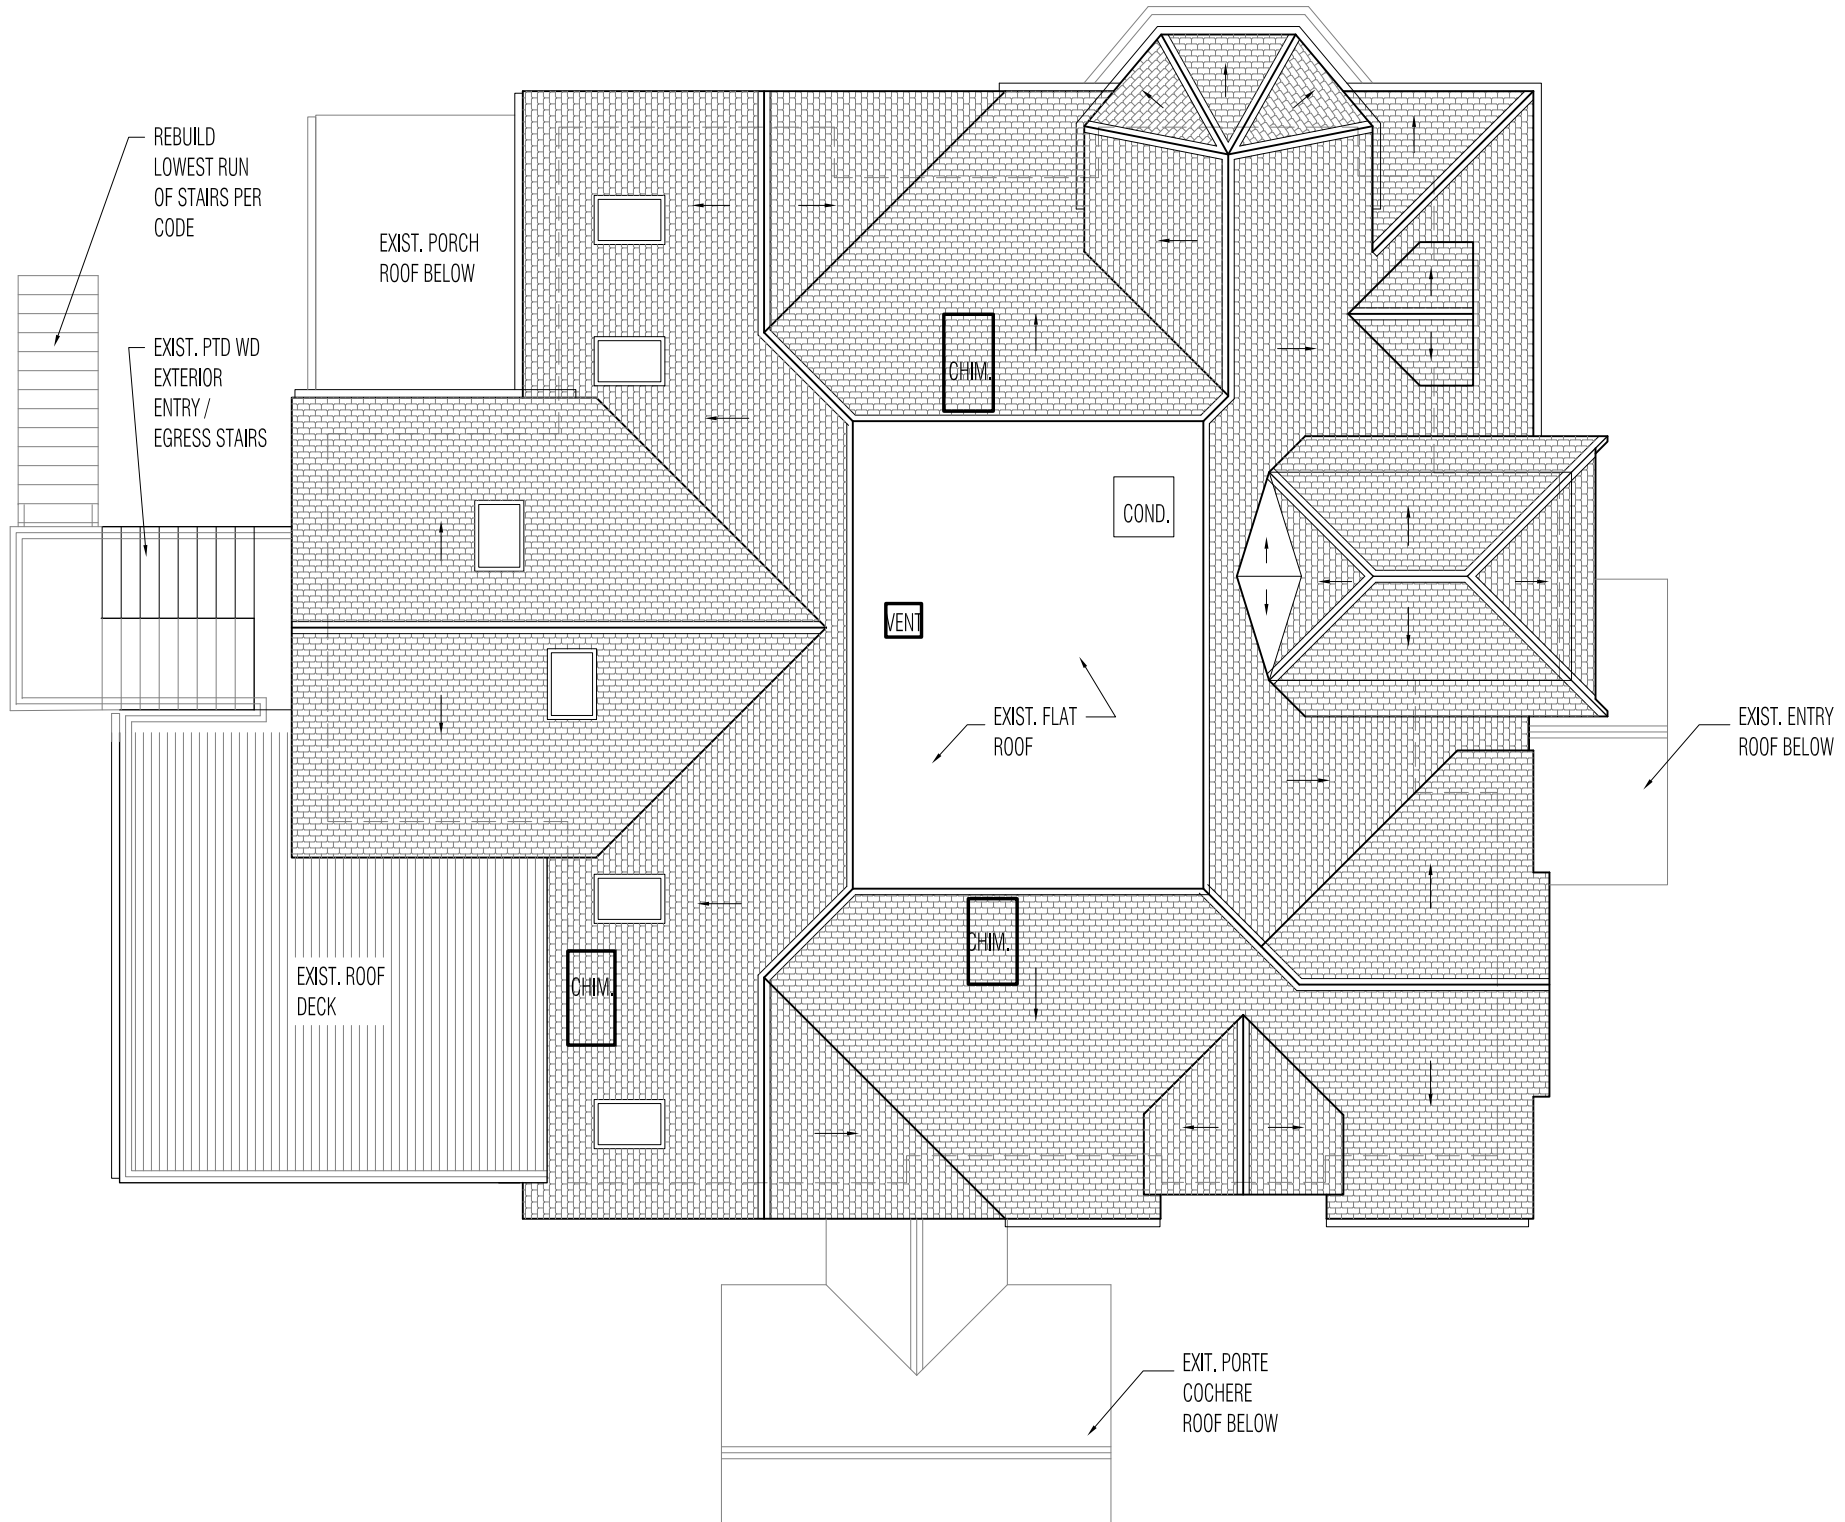 REBUILD
LOWEST RUN
OF STAIRS PER
CODE
EXIST. PORCH
ROOF BELOW
EXIST. PTD WD
EXTERIOR
ENTRY /
EGRESS STAIRS
CHIM.
COND.
VENT
EXIST. FLAT
ROOF
EXIST. ENTRY
ROOF BELOW
CHIM.
EXIST. ROOF
DECK
CHIM.
EXIT. PORTE
COCHERE
ROOF BELOW